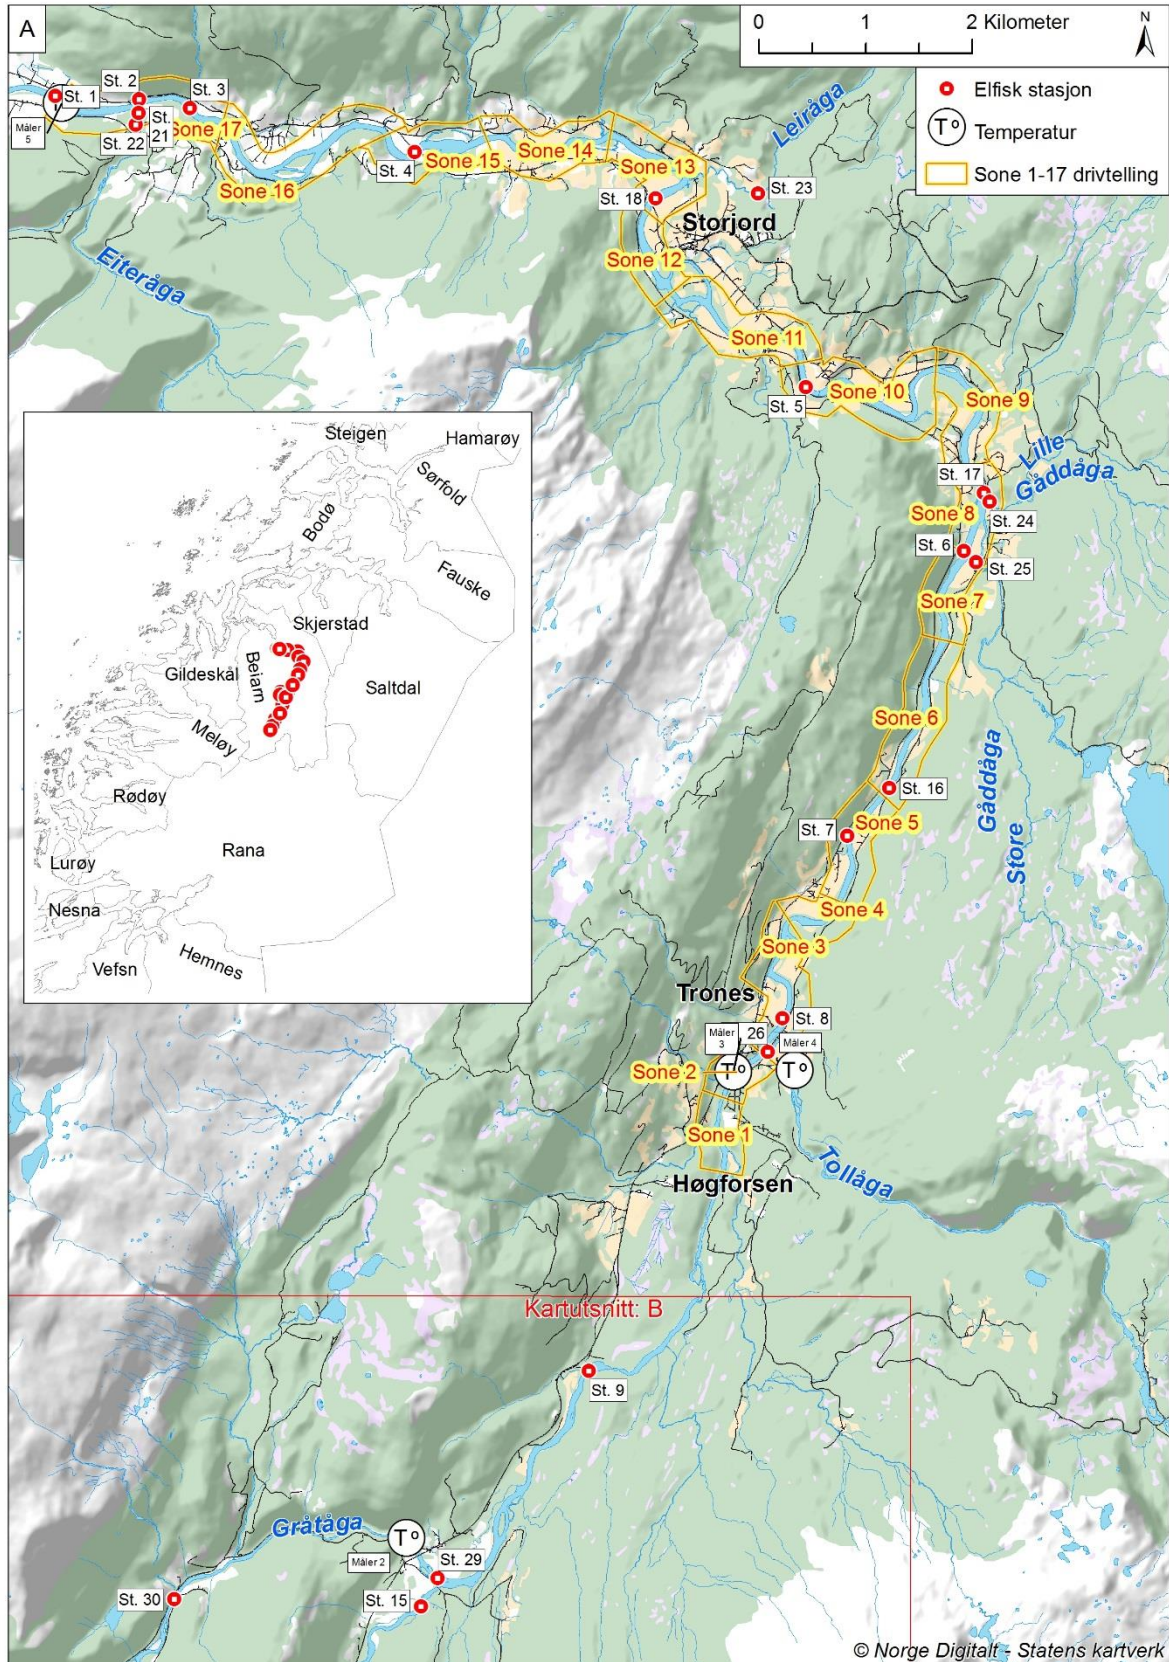 A
0 1 2 Kilometer
N
Elfisk stasjon
T° Temperatur
Sone 1-17 drivtelling
St. 1
St. 2
St. 3
Måler
5
St. 22
St.
21
Sone 17
Sone 16
St. 4
Sone 15
Sone 14
Sone 13
Leiråga
St. 18
St. 23
Storjord
Eiteråga
Sone 12
Sone 11
St. 5
Sone 10
Sone 9
Lille
Gåddåga
St. 17
Sone 8
St. 24
St. 6
St. 25
Sone 7
Steigen
Hamarøy
Sørfold
Bodø
Fauske
Skjerstad
Gildeskål
Beiarn
Saltdal
Meløy
Rødøy
Rana
Lurøy
Nesna
Hemnes
Vefsn
Sone 6
Gåddåga
Store
St. 16
St. 7
Sone 5
Sone 4
Sone 3
Trones
St. 8
Måler
3
26
Måler 4
Sone 2
T°
T°
Sone 1
Høgforsen
Tollåga
Kartutsnitt: B
St. 9
Gråtåga
T°
Måler 2
St. 29
St. 30
St. 15
© Norge Digitalt - Statens kartverk